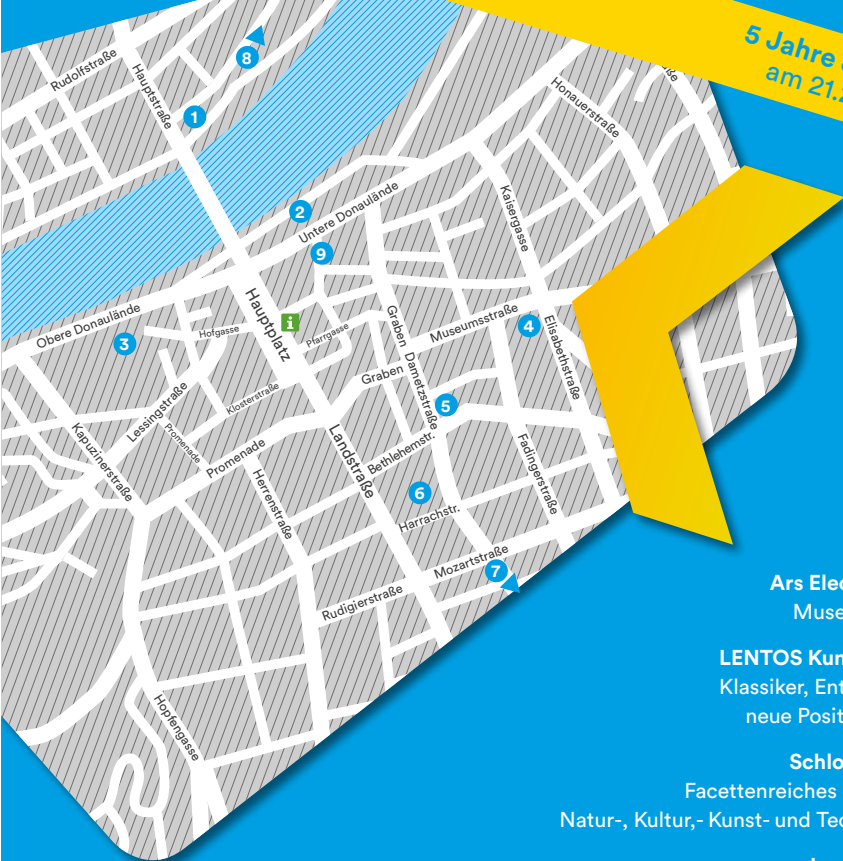 5 Jahre
am 21.
Rudolfstraße
Hauptstraße
8
1
Honauerstraße
2
Untere Donaulände
Kaisergasse
9
Obere Donaulände
3
Hofgasse
Hauptplatz
i
Pfarrgasse
Graben
Museumsstraße
4
Elisabethstraße
Graben
Dametzstraße
5
Klosterstraße
Lessingstraße
Promenade
Kapuzinerstraße
Promenade
Herrenstraße
Landstraße
Bethlehemstr.
Fadingerstraße
6
Harrachstr.
Mozartstraße
7
Rudigierstraße
Hopfengasse
Ars Elec
Muse
LENTOS Kun
Klassiker, Ent
neue Posit
Schlo
Facettenreiches
Natur-, Kultur,- Kunst- und Tec